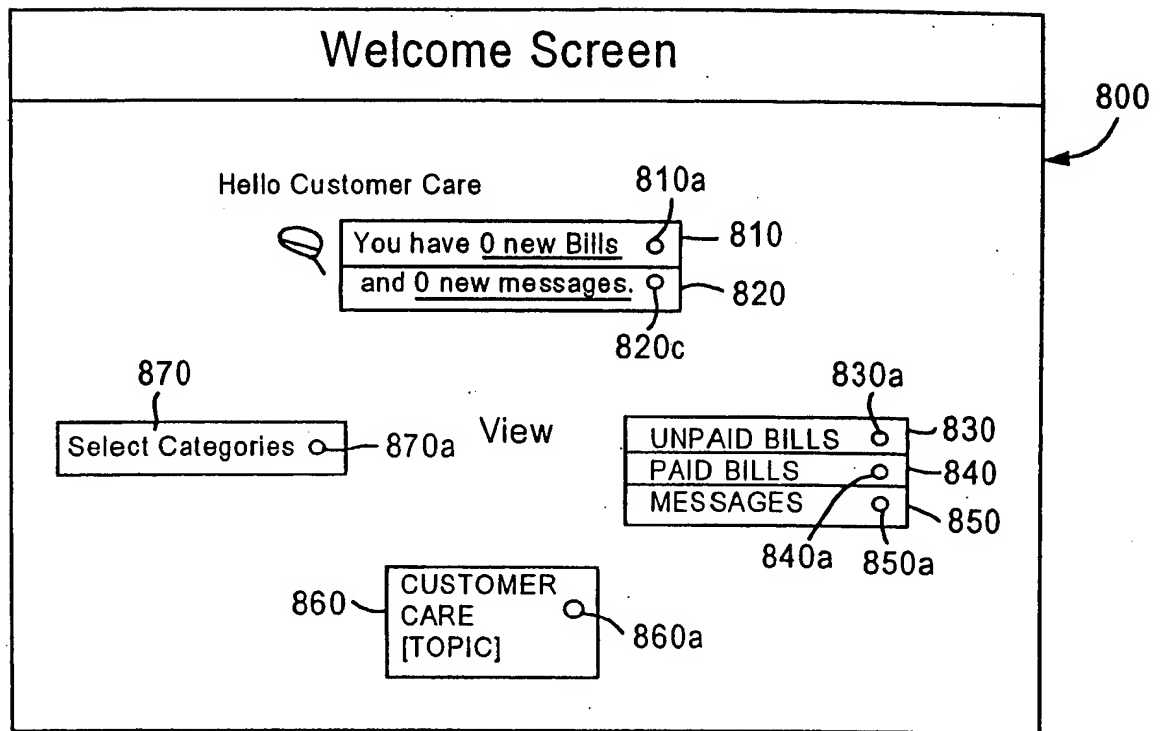 Welcome Screen
800
Hello Customer Care
810a
You have 0 new Bills
810
and 0 new messages.
820
820c
870
830a
Select Categories
870a
View
UNPAID BILLS
830
PAID BILLS
840
MESSAGES
850
840a
850a
860
CUSTOMER
CARE
[TOPIC]
860a